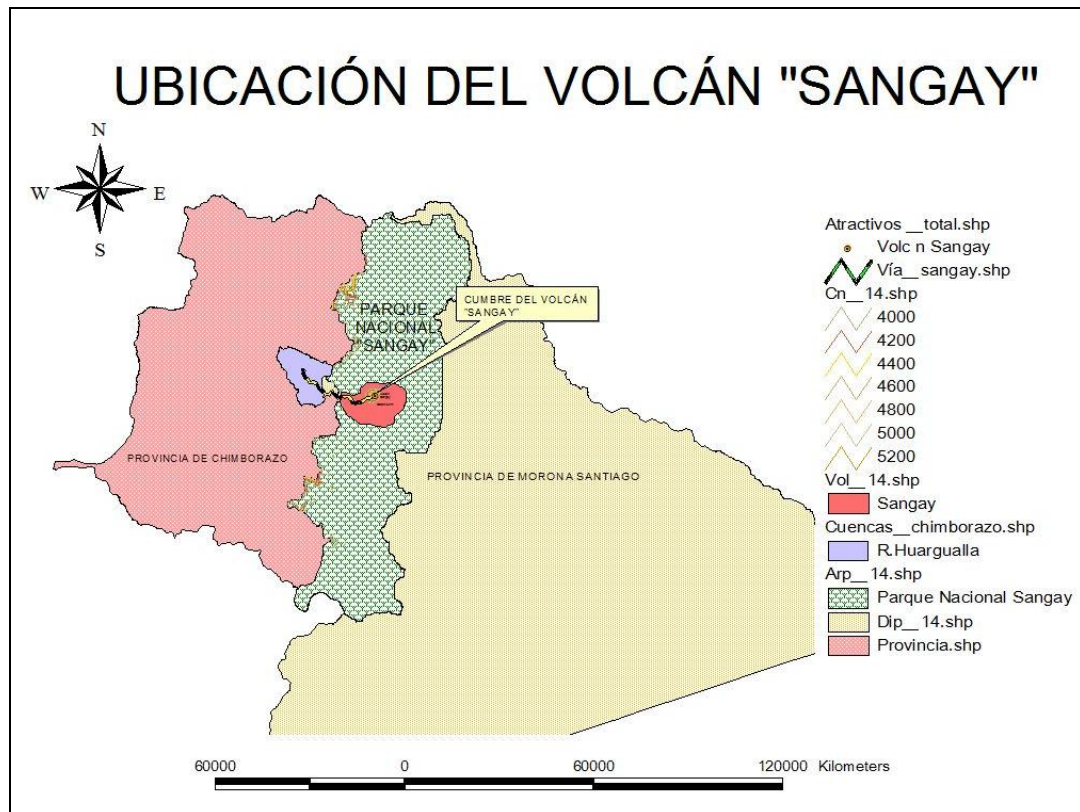 UBICACIÓN DEL VOLCÁN "SANGAY"
N
W
E
S
CUMBRE DEL VOLCÁN
"SANGAY"
PARQUE
NACIONAL
"SANGAY"
PROVINCIA DE CHIMBORAZO
PROVINCIA DE MORONA SANTIAGO
Atractivos __total.shp
Volc n Sangay
Vía__sangay.shp
Cn__14.shp
4000
4200
4400
4600
4800
5000
5200
Vol__14.shp
Sangay
Cuencas__chimborazo.shp
R.Huargualla
Arp__14.shp
Parque Nacional Sangay
Dip__14.shp
Provincia.shp
60000 0 60000 120000 Kilometers